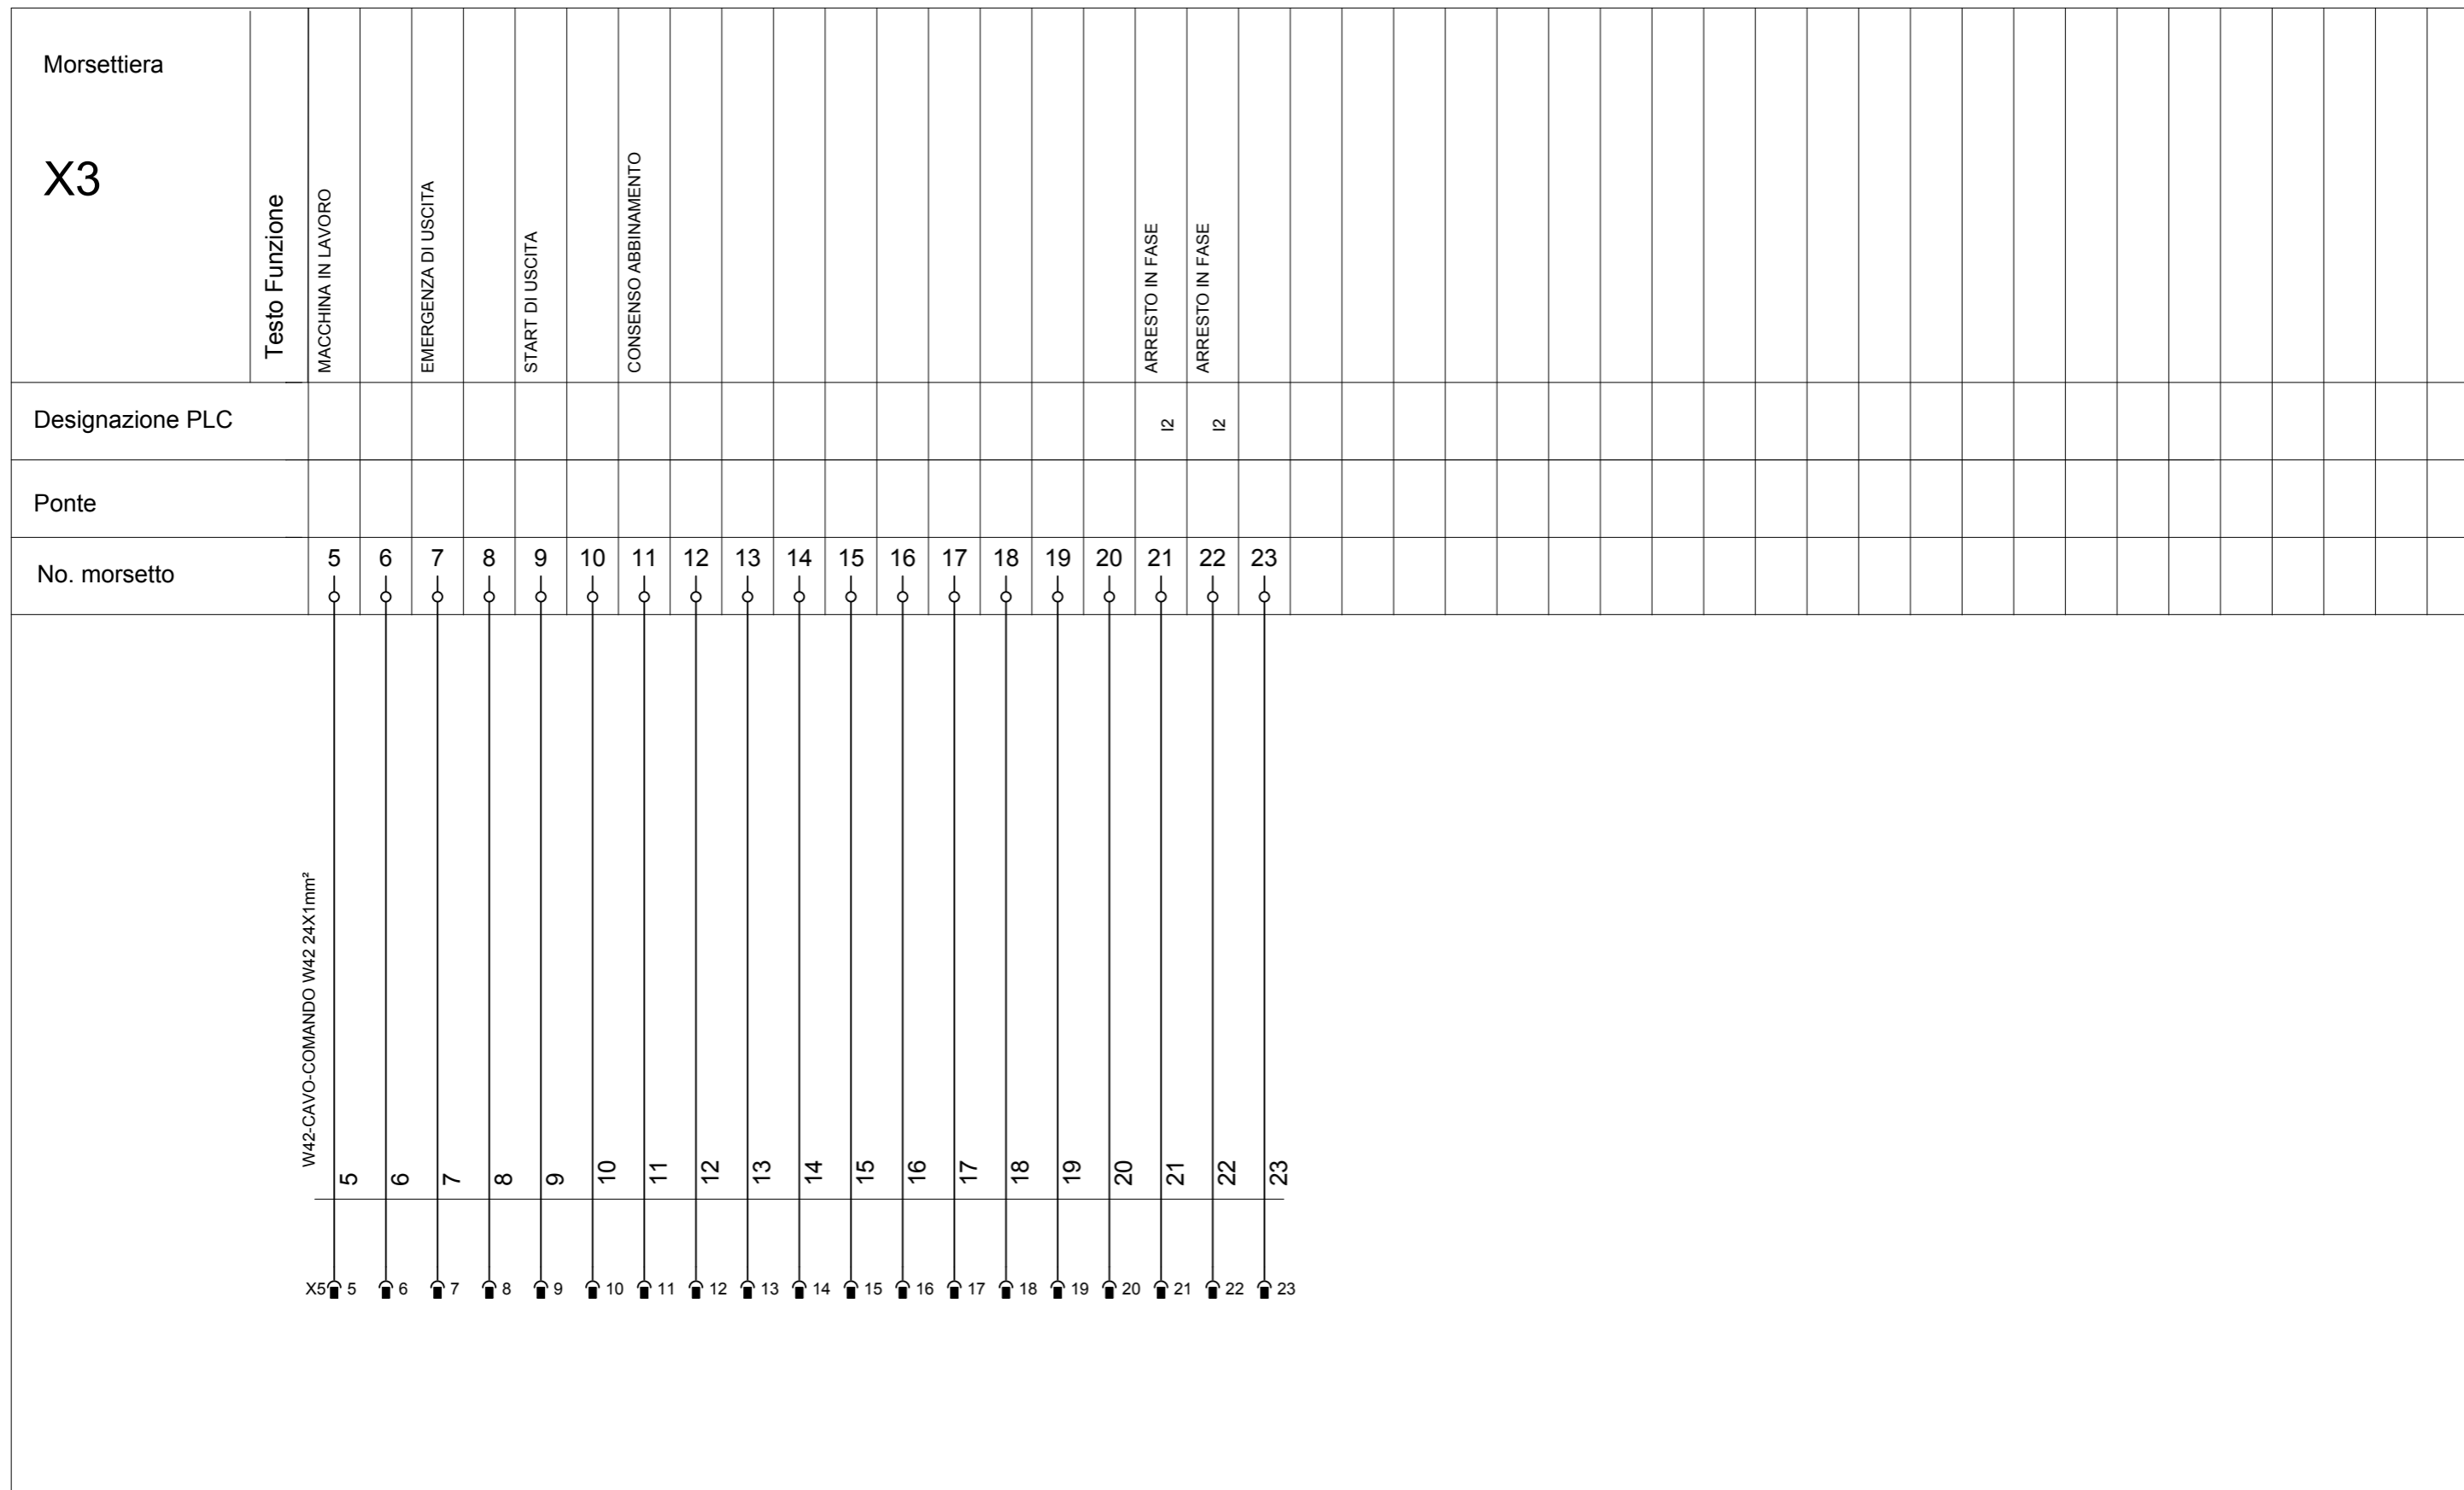 Morsettiera
X3
Testo Funzione
MACCHINA IN LAVORO
EMERGENZA DI USCITA
START DI USCITA
CONSENSO ABBINAMENTO
ARRESTO IN FASE
ARRESTO IN FASE
Designazione PLC
I2
I2
Ponte
No. morsetto
5 6 7 8 9 10 11 12 13 14 15 16 17 18 19 20 21 22 23
W42-CAVO-COMANDO W42 24X1mm²
5 6 7 8 9 10 11 12 13 14 15 16 17 18 19 20 21 22 23
X5 5 6 7 8 9 10 11 12 13 14 15 16 17 18 19 20 21 22 23